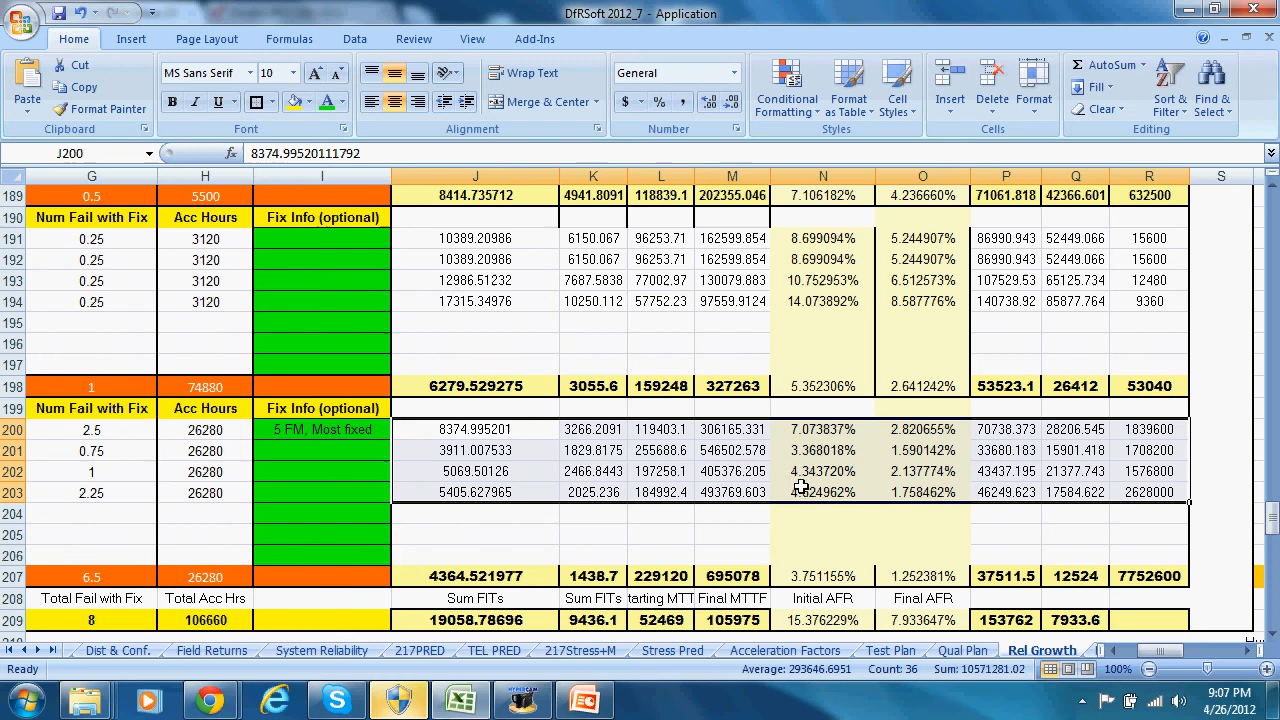 DfRSoft 2012_7 - Application
Home Insert Page Layout Formulas Data Review View Add-Ins
Paste
Cut
Copy
Format Painter
Clipboard
MS Sans Serif 10
B I U
Font
Wrap Text
Merge & Center
Alignment
General
$ % ,
Number
Conditional Formatting
Format as Table
Cell Styles
Styles
Insert Delete Format
Cells
AutoSum
Fill
Clear
Sort & Filter
Find & Select
Editing
J200 fx 8374.99520111792
G H I J K L M N O P Q R S
189 0.5 5500 8414.735712 4941.8091 118839.1 202355.046 7.106182% 4.236660% 71061.818 42366.601 632500
190 Num Fail with Fix Acc Hours Fix Info (optional)
191 0.25 3120 10389.20986 6150.067 96253.71 162599.854 8.699094% 5.244907% 86990.943 52449.066 15600
192 0.25 3120 10389.20986 6150.067 96253.71 162599.854 8.699094% 5.244907% 86990.943 52449.066 15600
193 0.25 3120 12986.51232 7687.5838 77002.97 130079.883 10.752953% 6.512573% 107529.53 65125.734 12480
194 0.25 3120 17315.34976 10250.112 57752.23 97559.9124 14.073892% 8.587776% 140738.92 85877.764 9360
195
196
197
198 1 74880 6279.529275 3055.6 159248 327263 5.352306% 2.641242% 53523.1 26412 53040
199 Num Fail with Fix Acc Hours Fix Info (optional)
200 2.5 26280 5 FM, Most fixed 8374.995201 3266.2091 119403.1 306165.331 7.073837% 2.820655% 70738.373 28206.545 1839600
201 0.75 26280 3911.007533 1829.8175 255688.6 546502.578 3.368018% 1.590142% 33680.183 15901.418 1708200
202 1 26280 5069.50126 2466.8443 197258.1 405376.205 4.343720% 2.137774% 43437.195 21377.743 1576800
203 2.25 26280 5405.627965 2025.236 184992.4 493769.603 4.624962% 1.758462% 46249.623 17584.622 2628000
204
205
206
207 6.5 26280 4364.521977 1438.7 229120 695078 3.751155% 1.252381% 37511.5 12524 7752600
208 Total Fail with Fix Total Acc Hrs Sum FITs Sum FITs tarting MTT Final MTTF Initial AFR Final AFR
209 8 106660 19058.78696 9436.1 52469 105975 15.376229% 7.933647% 153762 7933.6
Dist & Conf. Field Returns System Reliability 217PRED TEL PRED 217Stress+M Stress Pred Acceleration Factors Test Plan Qual Plan Rel Growth
Ready Average: 293646.6951 Count: 36 Sum: 10571281.02 100%
HYPERCAM
9:07 PM
4/26/2012